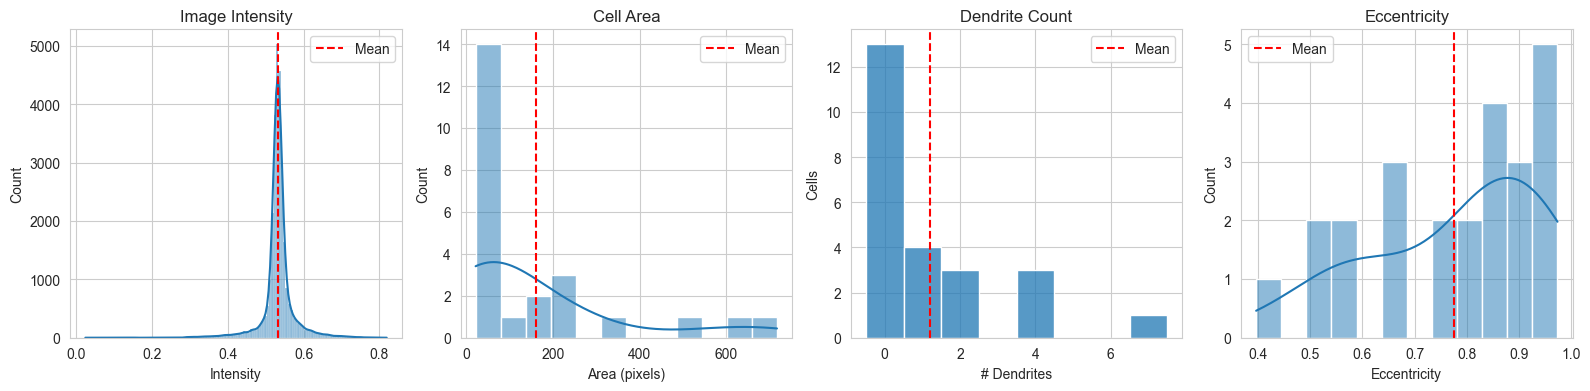 Image Intensity
5000
4000
3000
2000
1000
0
Count
0.0 0.2 0.4 0.6 0.8
Intensity
Mean
Cell Area
14
12
10
8
6
4
2
0
Count
0 200 400 600
Area (pixels)
Mean
Dendrite Count
12
10
8
6
4
2
0
Cells
0 2 4 6
# Dendrites
Mean
Eccentricity
5
4
3
2
1
0
Count
0.4 0.5 0.6 0.7 0.8 0.9 1.0
Eccentricity
Mean